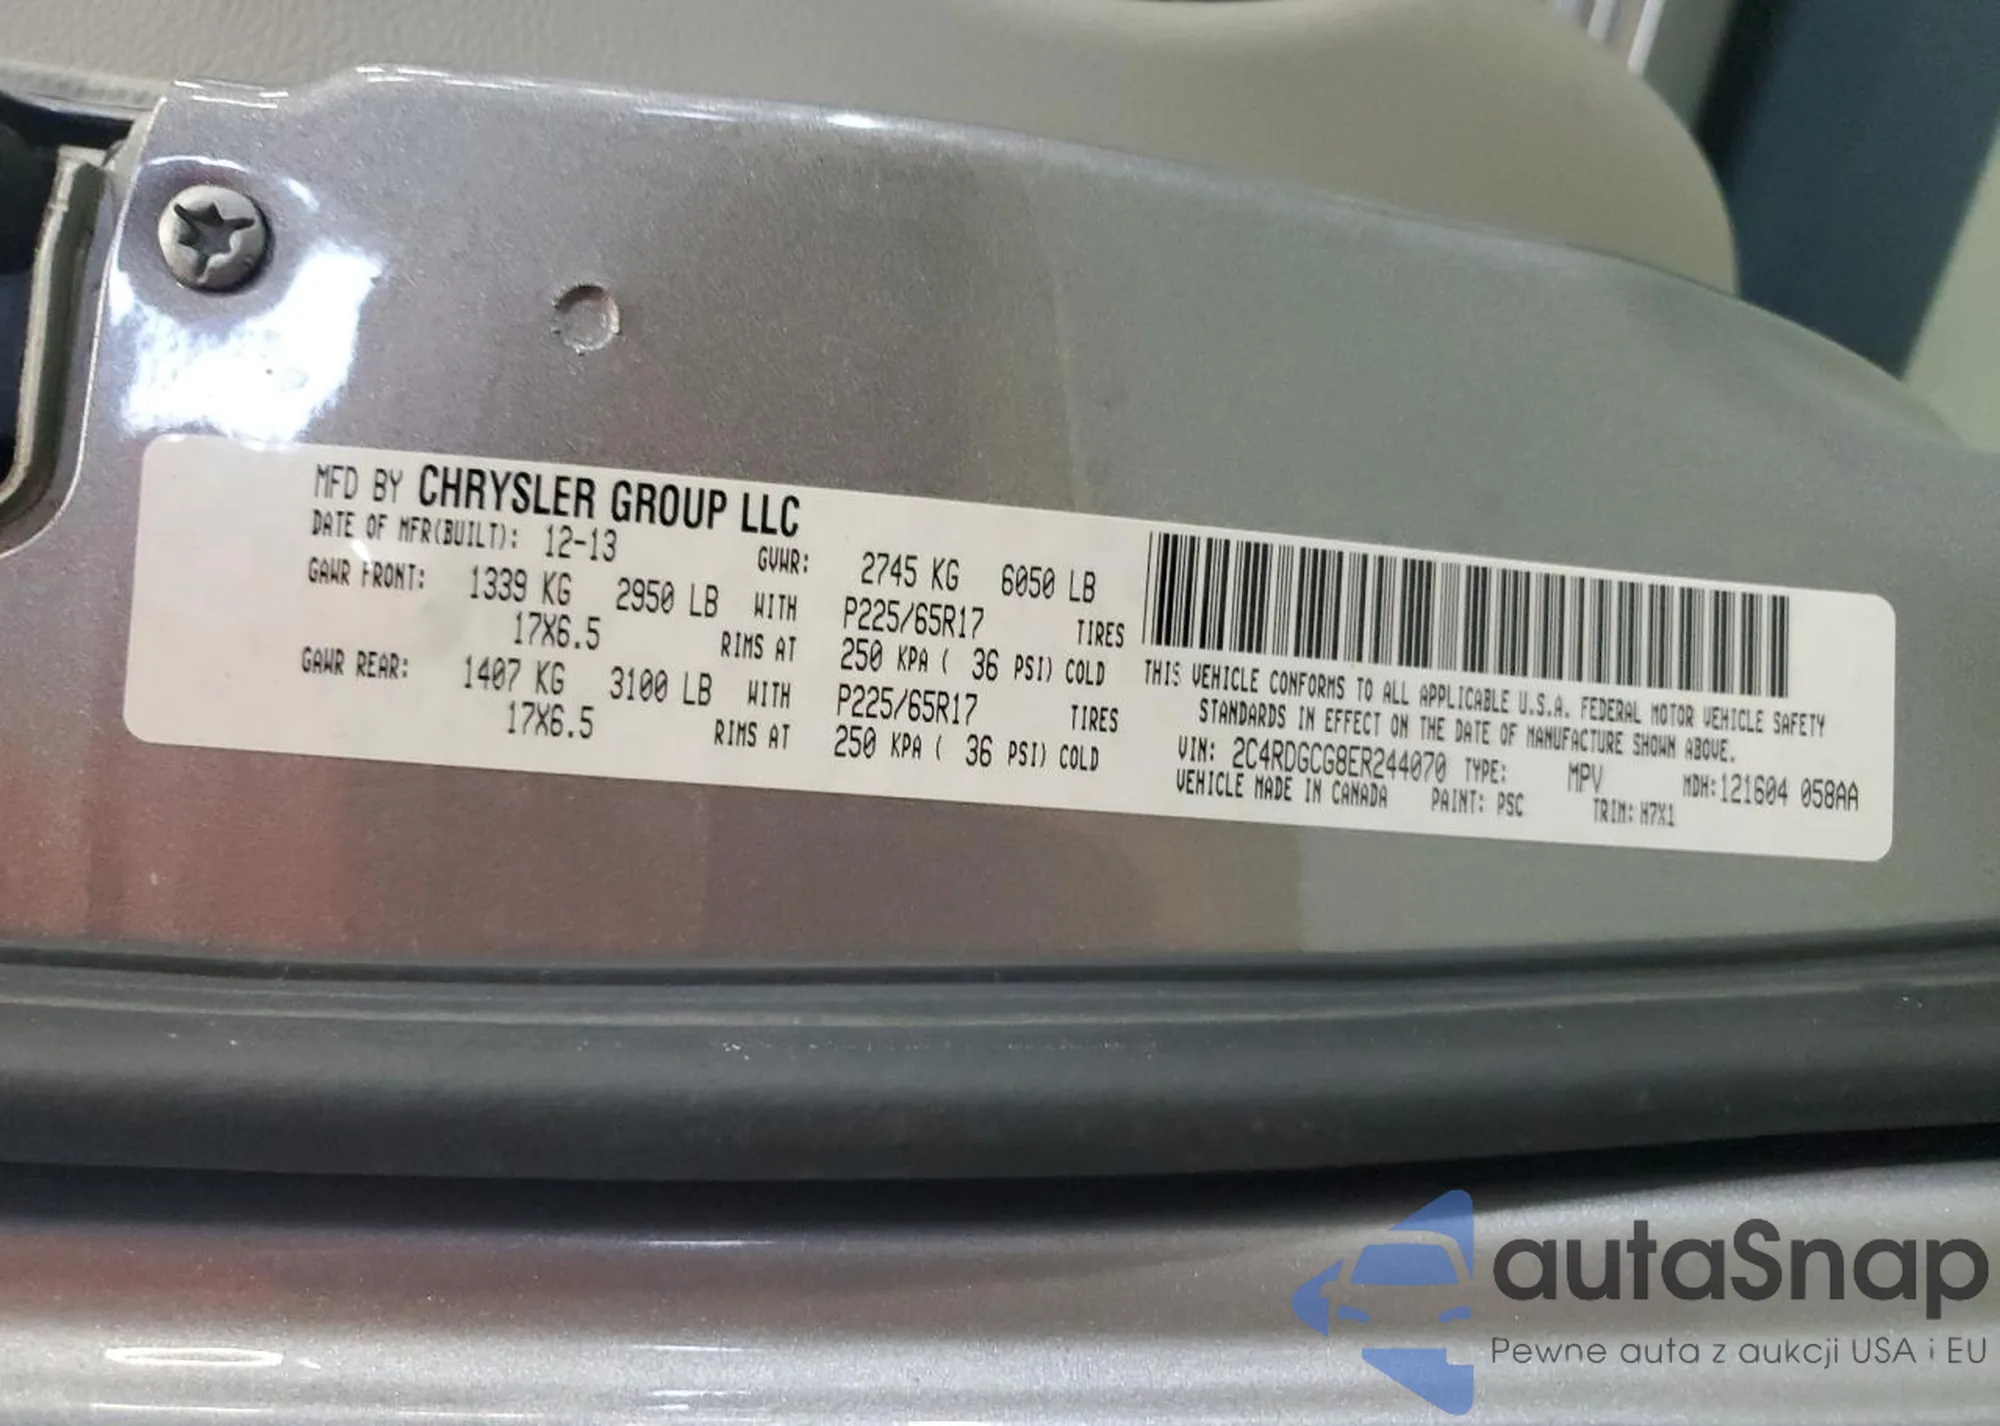 MFD BY CHRYSLER GROUP LLC
DATE OF MFR(BUILT): 12-13 GVWR: 2745 KG 6050 LB
GAWR FRONT: 1339 KG 2950 LB WITH P225/65R17 TIRES
17X6.5 RIMS AT 250 KPA ( 36 PSI) COLD
GAWR REAR: 1407 KG 3100 LB WITH P225/65R17 TIRES
17X6.5 RIMS AT 250 KPA ( 36 PSI) COLD
THIS VEHICLE CONFORMS TO ALL APPLICABLE U.S.A. FEDERAL MOTOR VEHICLE SAFETY
STANDARDS IN EFFECT ON THE DATE OF MANUFACTURE SHOWN ABOVE.
VIN: 2C4RDGCG8ER244070 TYPE: MPV MDH:121604 058AA
VEHICLE MADE IN CANADA PAINT: PSC TRIM: H7X1
autaSnap
Pewne auta z aukcji USA i EU